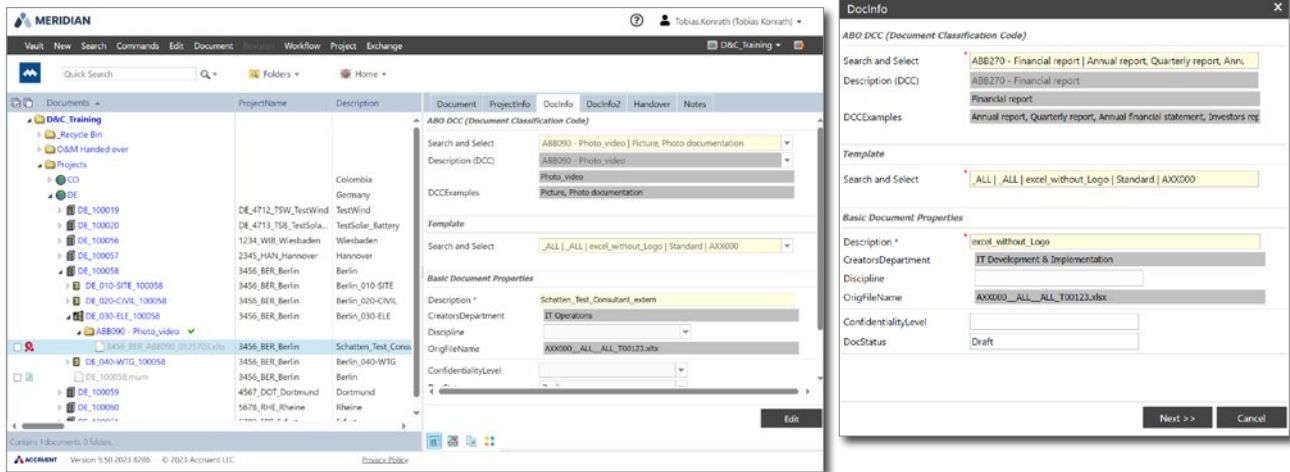 MERIDIAN
Tobias.Konrath (Tobias Konrath)
Vault New Search Commands Edit Document Revision Workflow Project Exchange
D&C_Training
Quick Search
Folders
Home
Documents ProjectName Description
D&C_Training
_Recycle Bin
O&M Handed over
Projects
CO Colombia
DE Germany
DE_100019 DE_4712_TSW_TestWind TestWind
DE_100020 DE_4713_TSB_TestSola... TestSolar_Battery
DE_100056 1234_WIB_Wiesbaden Wiesbaden
DE_100057 2345_HAN_Hannover Hannover
DE_100058 3456_BER_Berlin Berlin
DE_010-SITE_100058 3456_BER_Berlin Berlin_010-SITE
DE_020-CIVIL_100058 3456_BER_Berlin Berlin_020-CIVIL
DE_030-ELE_100058 3456_BER_Berlin Berlin_030-ELE
ABB090 - Photo_video
3456_BER_ABB090_0125703.xltx 3456_BER_Berlin Schatten_Test_Consu
DE_040-WTG_100058 3456_BER_Berlin Berlin_040-WTG
DE_100058.mum 3456_BER_Berlin Berlin
DE_100059 4567_DOT_Dortmund Dortmund
DE_100060 5678_RHE_Rheine Rheine
Contains 1 documents, 0 folders.
Document ProjectInfo DocInfo DocInfo2 Handover Notes
ABO DCC (Document Classification Code)
Search and Select ABB090 - Photo_video | Picture, Photo documentation
Description (DCC) ABB090 - Photo_video
Photo_video
DCCExamples Picture, Photo documentation
Template
Search and Select _ALL | _ALL | excel_without_Logo | Standard | AXX000
Basic Document Properties
Description * Schatten_Test_Consultant_extern
CreatorsDepartment IT Operations
Discipline
OrigFileName AXX000__ALL__ALL_T00123.xltx
ConfidentialityLevel
Edit
ACCRUENT Version 9.50 2023 8286 © 2023 Accruent LLC Privacy Policy
DocInfo X
ABO DCC (Document Classification Code)
Search and Select * ABB270 - Financial report | Annual report, Quarterly report, Annu
Description (DCC) ABB270 - Financial report
Financial report
DCCExamples Annual report, Quarterly report, Annual financial statement, Investors rep
Template
Search and Select * _ALL | _ALL | excel_without_Logo | Standard | AXX000
Basic Document Properties
Description * * excel_without_Logo
CreatorsDepartment IT Development & Implementation
Discipline
OrigFileName AXX000__ALL__ALL_T00123.xlsx
ConfidentialityLevel
DocStatus Draft
Next >> Cancel